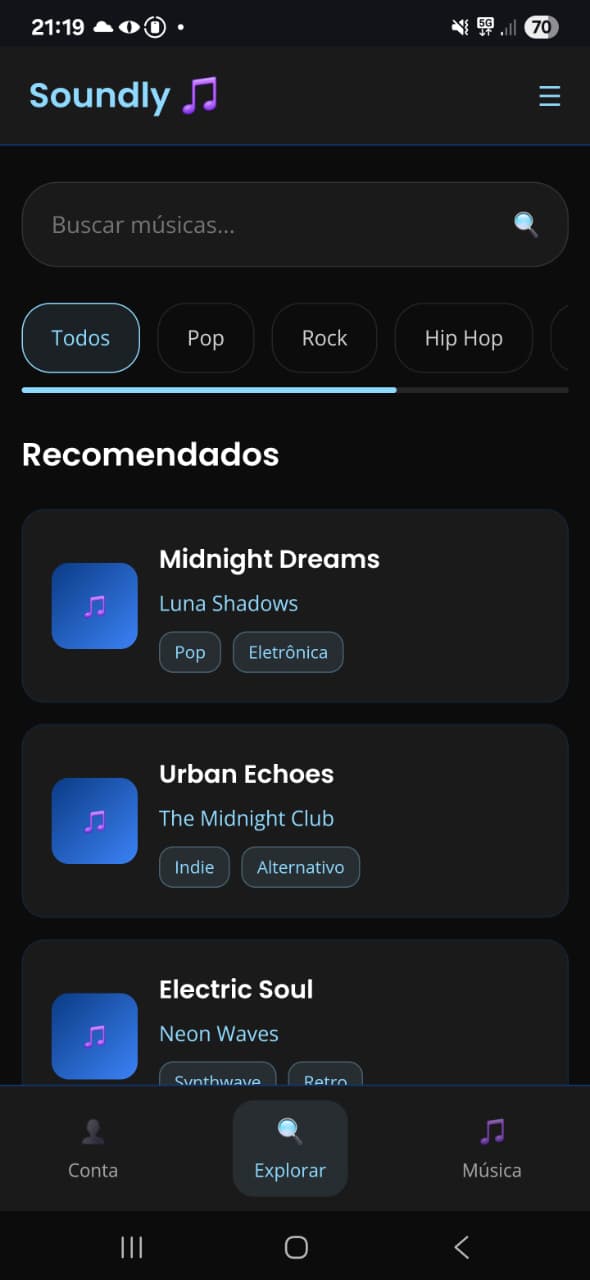 21:19
5G
70
Soundly
Buscar músicas...
Todos
Pop
Rock
Hip Hop
Recomendados
Midnight Dreams
Luna Shadows
Pop
Eletrônica
Urban Echoes
The Midnight Club
Indie
Alternativo
Electric Soul
Neon Waves
Synthwave
Retro
Conta
Explorar
Música